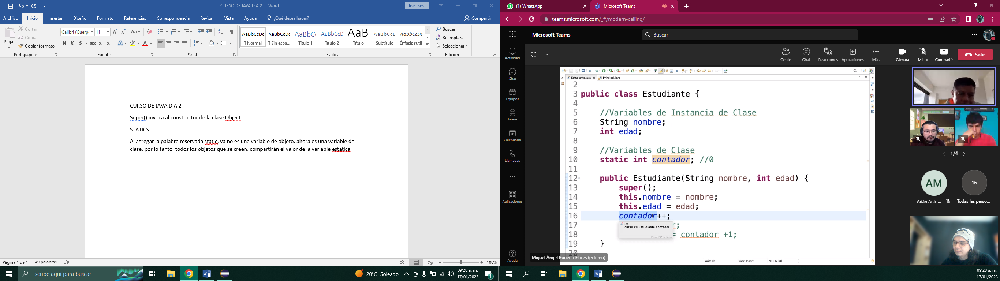 CURSO DE JAVA DIA 2 - Word
Inic. ses.
Archivo Inicio Insertar Diseño Formato Referencias Correspondencia Revisar Vista Ayuda ¿Qué desea hacer? Compartir
Pegar
Cortar
Copiar
Copiar formato
Portapapeles
Calibri (Cuerpo 11
N K S abc x₂ x²
Fuente
Párrafo
AaBbCcDc AaBbCcDc AaBbCc AaBbCcE AaB AaBbCcE AaBbCcDc
¶ Normal ¶ Sin espa... Título 1 Título 2 Título Subtítulo Énfasis sutil
Estilos
Buscar
Reemplazar
Seleccionar
Edición
CURSO DE JAVA DIA 2
Super() invoca al constructor de la clase Object
STATICS
Al agregar la palabra reservada static, ya no es una variable de objeto, ahora es una variable de
clase, por lo tanto, todos los objetos que se creen, compartirán el valor de la variable estatica.
Página 1 de 1 49 palabras 108%
Escribe aquí para buscar
20°C Soleado
09:28 a. m.
17/01/2023
1
(1) WhatsApp
Microsoft Teams
teams.microsoft.com/_#/modern-calling/
Microsoft Teams
Buscar
Actividad
Chat
Equipos
Tareas
Calendario
Llamadas
Aplicaciones
Ayuda
--:--
Gente Chat Reacciones Aplicaciones Más Cámara Micro Compartir Salir
Estudiante.java Principal.java
2
3 public class Estudiante {
4
5 //Variables de Instancia de Clase
6 String nombre;
7 int edad;
8
9 //Variables de Clase
10 static int contador; //0
11
12 public Estudiante(String nombre, int edad) {
13 super();
14 this.nombre = nombre;
15 this.edad = edad;
16 contador++;
17 r;
18 = contador +1;
19 }
20
int
curso.v0.Estudiante.contador
Press 'F2' for focus
Miguel Ángel Rugerio Flores (externo)
Writable Smart Insert 16 : 17 [8]
1/4
AM
Adán Anto...
16
Todas las perso...
09:28 a. m.
17/01/2023